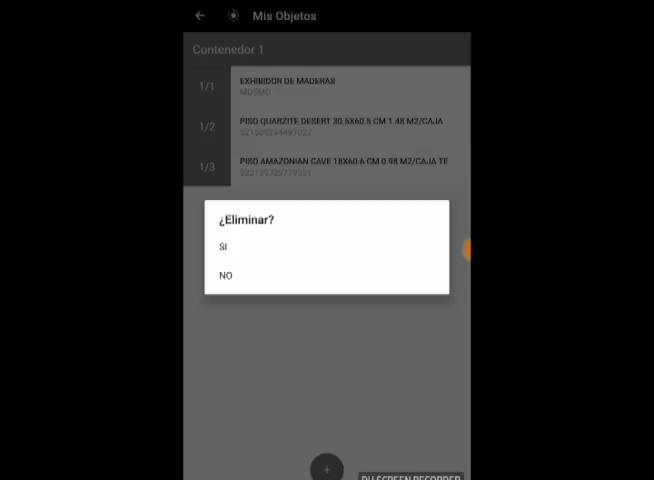 Mis Objetos
Contenedor 1
1/1
EXHIBIDOR DE MADERAS
MDSMD
1/2
PISO QUARZITE DESERT 30.5X60.5 CM 1.48 M2/CAJA
1/3
PISO AMAZONIAN CAVE 18X60.6 CM 0.98 M2/CAJA TE
¿Eliminar?
SI
NO
+
DU SCREEN RECORDER